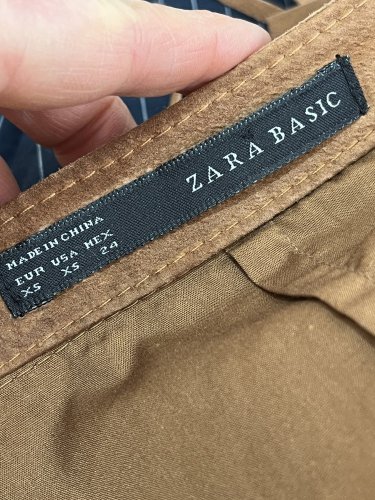 ZARA BASIC
MADE IN CHINA
EUR USA MEX
XS XS 24